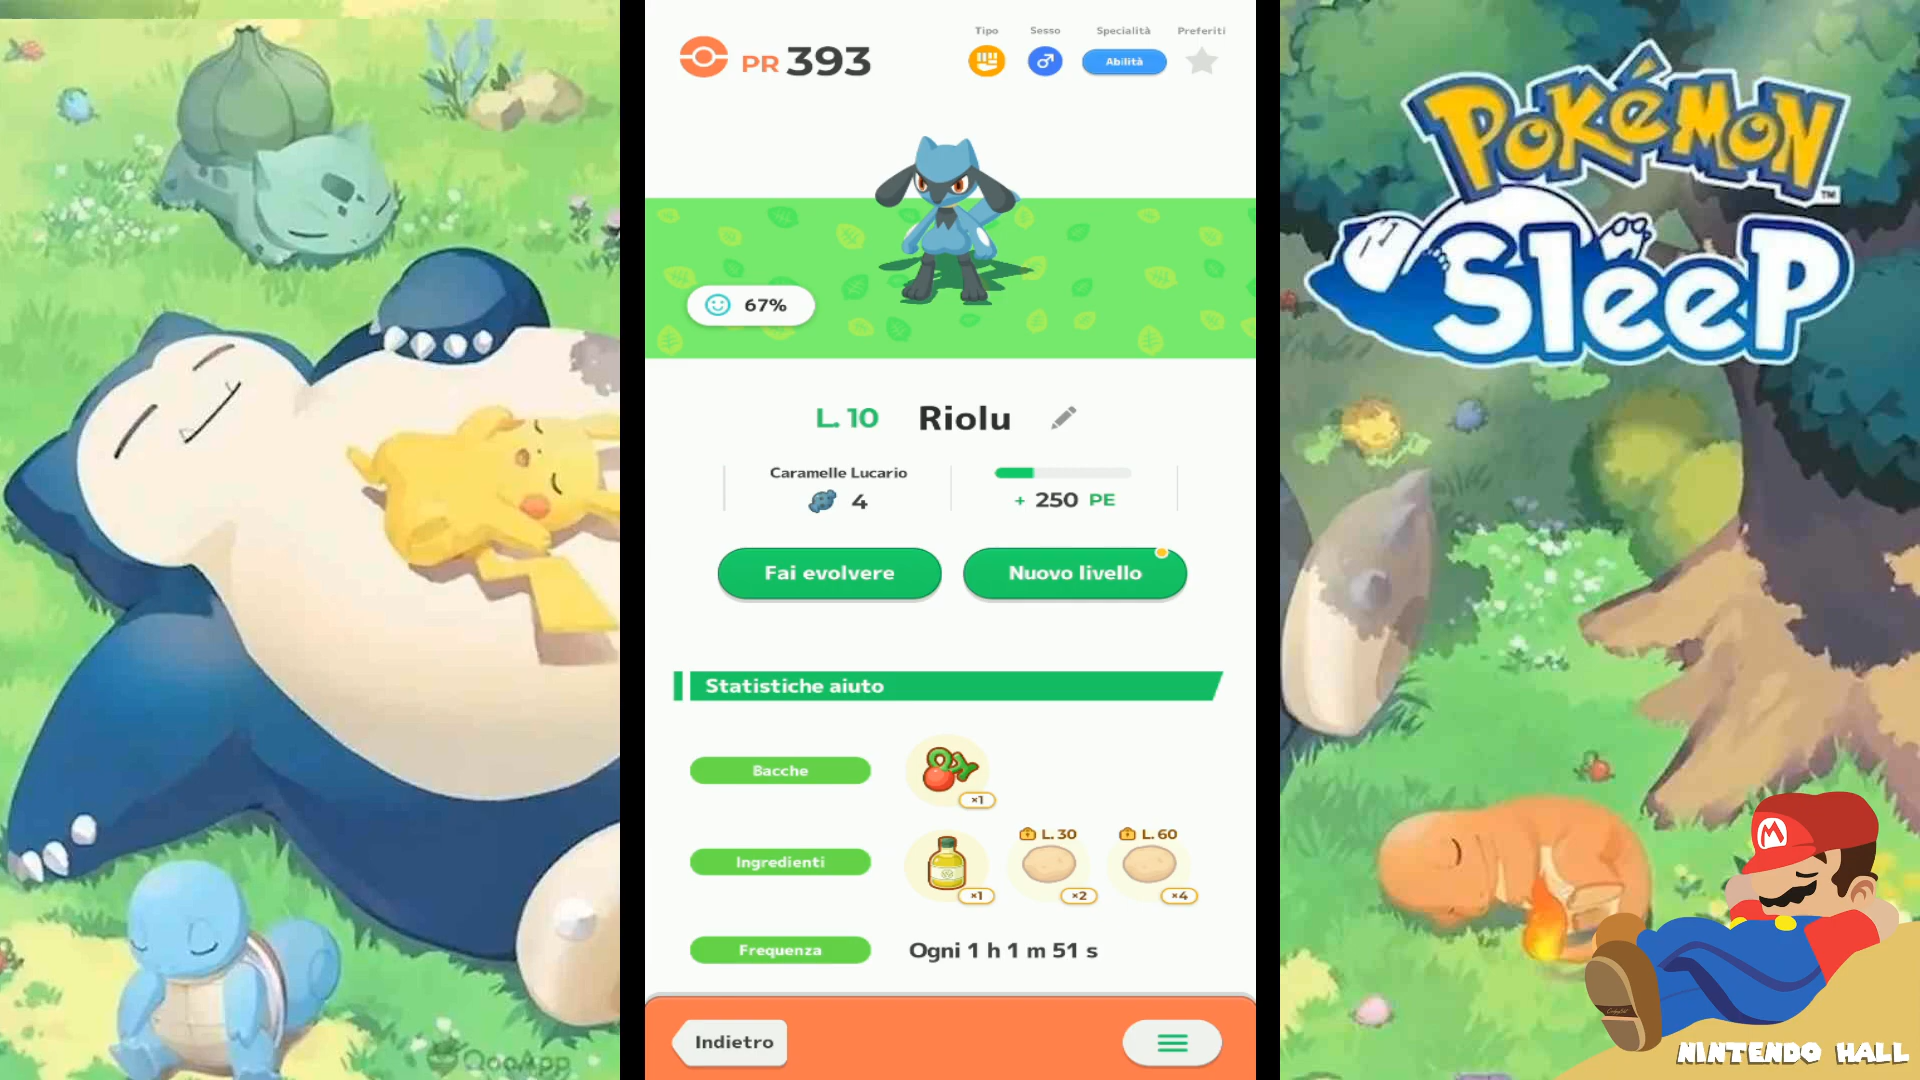 Tipo Sesso Specialità Preferiti
PR 393
Abilità
67%
L. 10 Riolu
Caramelle Lucario
4
+ 250 PE
Fai evolvere
Nuovo livello
Statistiche aiuto
Bacche
×1
Ingredienti
×1
L. 30
×2
L. 60
×4
Frequenza
Ogni 1 h 1 m 51 s
Indietro
POKéMON
TM
Sleep
M
NINTENDO HALL
QooApp